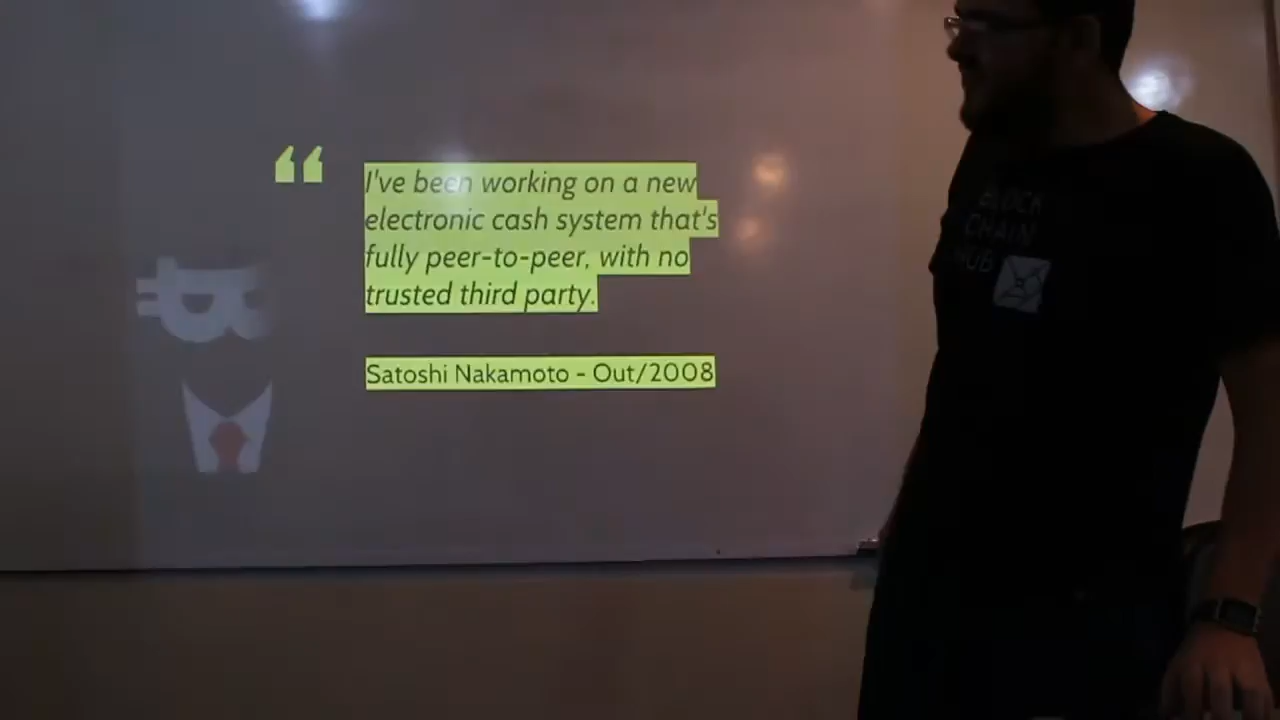 “
I've been working on a new
electronic cash system that's
fully peer-to-peer, with no
trusted third party.
Satoshi Nakamoto - Out/2008
BLOCK
CHAIN
HUB